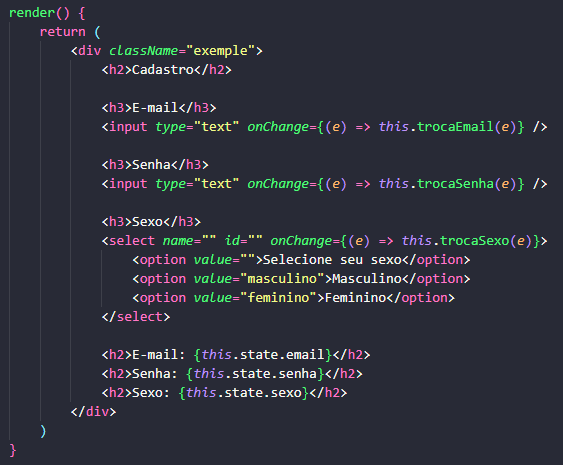 render() {
    return (
        <div className="exemple">
            <h2>Cadastro</h2>

            <h3>E-mail</h3>
            <input type="text" onChange={(e) => this.trocaEmail(e)} />

            <h3>Senha</h3>
            <input type="text" onChange={(e) => this.trocaSenha(e)} />

            <h3>Sexo</h3>
            <select name="" id="" onChange={(e) => this.trocaSexo(e)}>
                <option value="">Selecione seu sexo</option>
                <option value="masculino">Masculino</option>
                <option value="feminino">Feminino</option>
            </select>

            <h2>E-mail: {this.state.email}</h2>
            <h2>Senha: {this.state.senha}</h2>
            <h2>Sexo: {this.state.sexo}</h2>
        </div>
    )
}